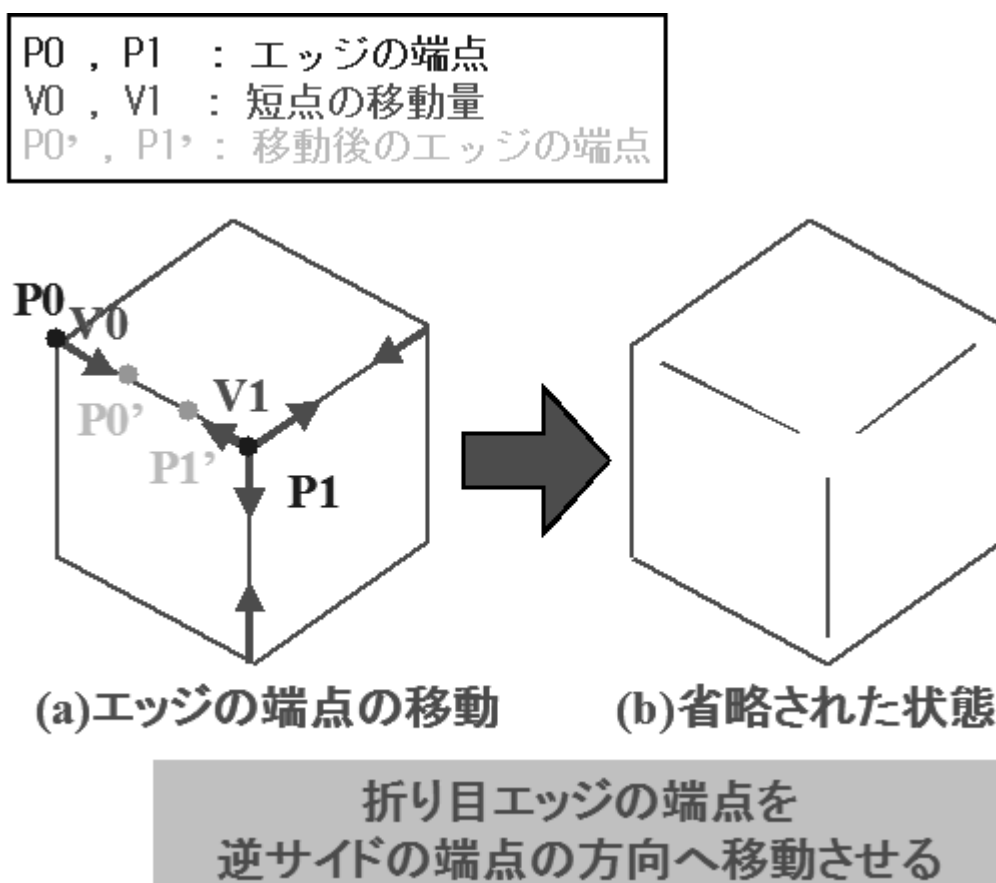 P0 , P1 : エッジの端点
V0 , V1 : 短点の移動量
P0’ , P1’ : 移動後のエッジの端点
P0
V0
P0’
V1
P1’
P1
(a)エッジの端点の移動
(b)省略された状態
折り目エッジの端点を
逆サイドの端点の方向へ移動させる